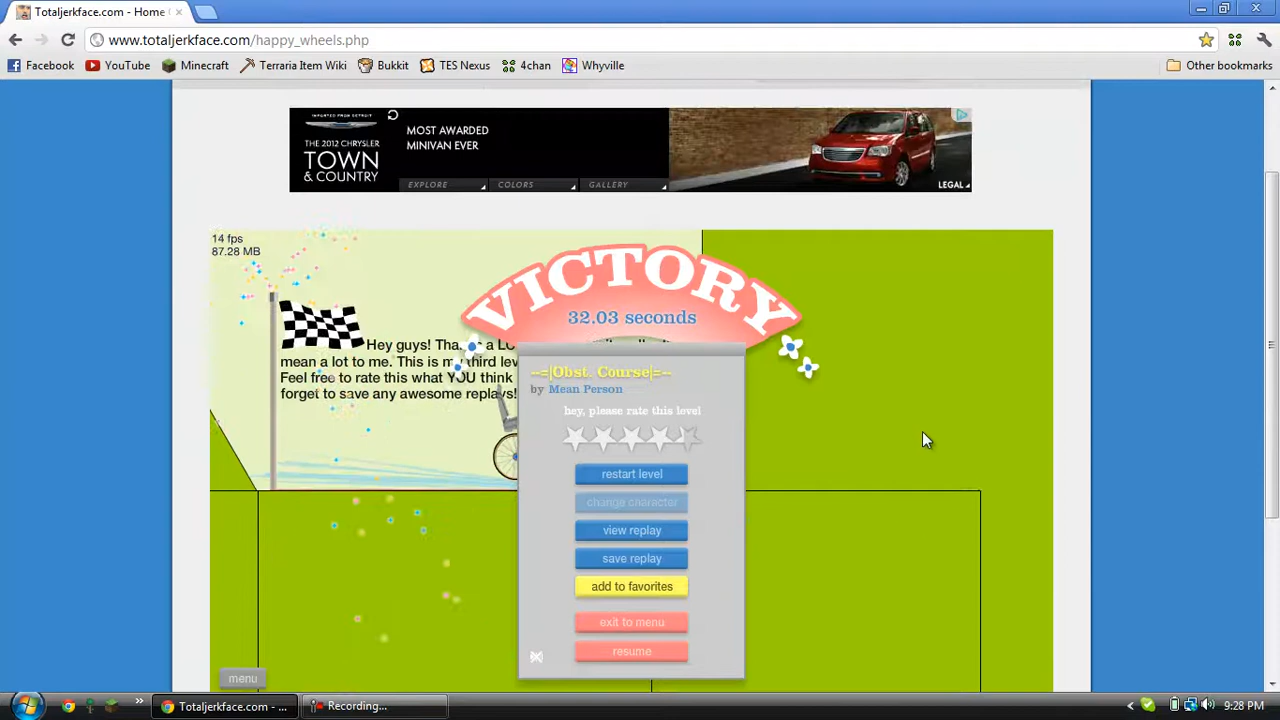 Totaljerkface.com - Home
www.totaljerkface.com/happy_wheels.php
Facebook YouTube Minecraft Terraria Item Wiki Bukkit TES Nexus 4chan Whyville Other bookmarks
IMPORTED FROM DETROIT
THE 2012 CHRYSLER
TOWN
& COUNTRY
MOST AWARDED
MINIVAN EVER
EXPLORE COLORS GALLERY
LEGAL
14 fps
87.28 MB
VICTORY
32.03 seconds
Hey guys!
mean a lot to me. This is my third
Feel free to rate this what YOU think
forget to save any awesome replays!
--=|Obst. Course|=--
by Mean Person
hey, please rate this level
restart level
change character
view replay
save replay
add to favorites
exit to menu
resume
menu
Totaljerkface.com - ... Recording... 9:28 PM